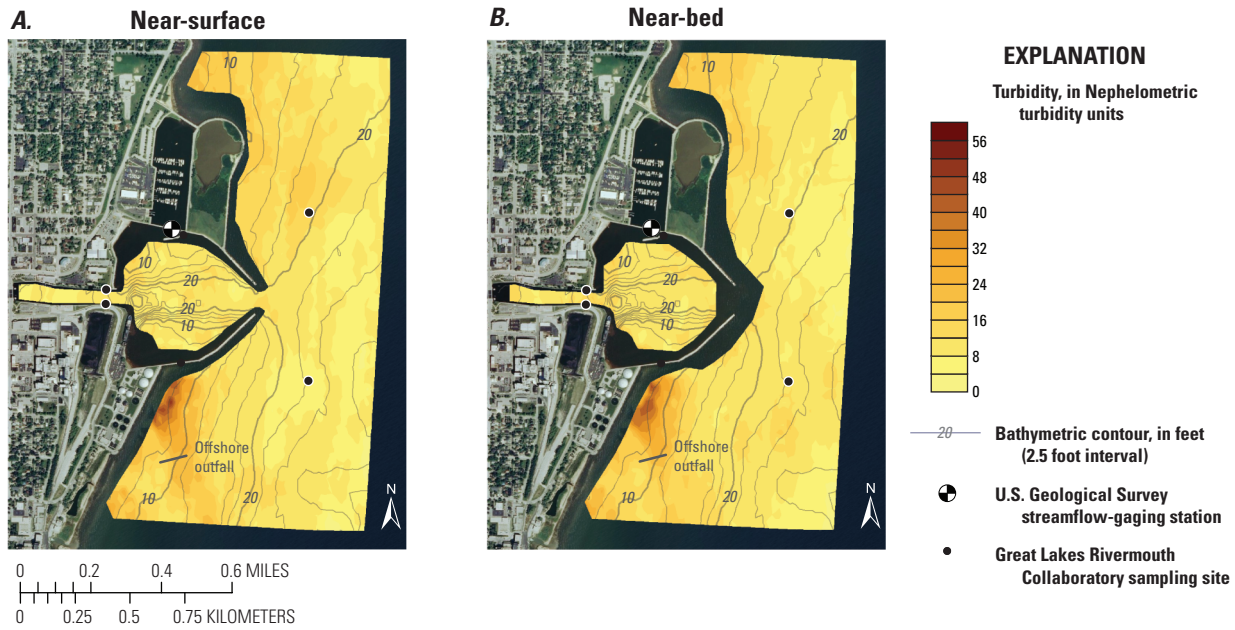 A. Near-surface
10
20
10
20
20
10
Offshore
outfall
10
20
N
0 0.2 0.4 0.6 MILES
0 0.25 0.5 0.75 KILOMETERS
B. Near-bed
10
20
10
20
20
10
Offshore
outfall
10
20
N
EXPLANATION
Turbidity, in Nephelometric
turbidity units
56
48
40
32
24
16
8
0
20 Bathymetric contour, in feet
(2.5 foot interval)
U.S. Geological Survey
streamflow-gaging station
Great Lakes Rivermouth
Collaboratory sampling site